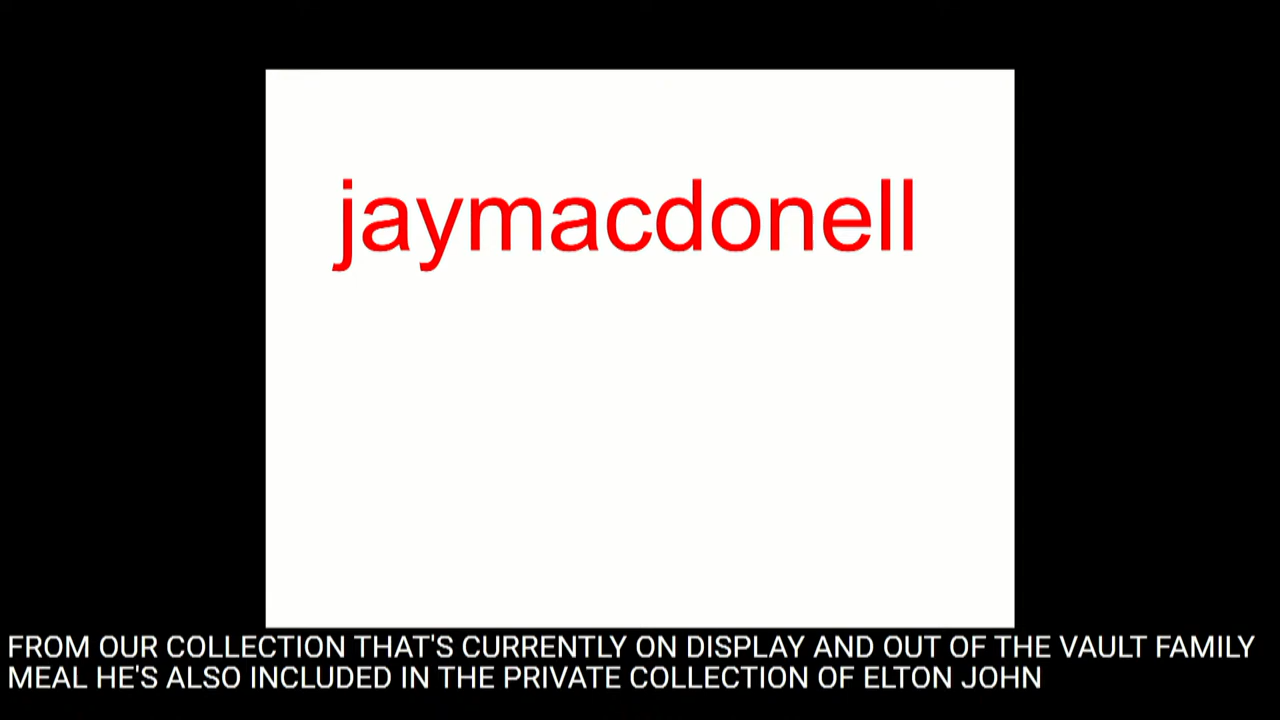 jaymacdonell
FROM OUR COLLECTION THAT'S CURRENTLY ON DISPLAY AND OUT OF THE VAULT FAMILY
MEAL HE'S ALSO INCLUDED IN THE PRIVATE COLLECTION OF ELTON JOHN